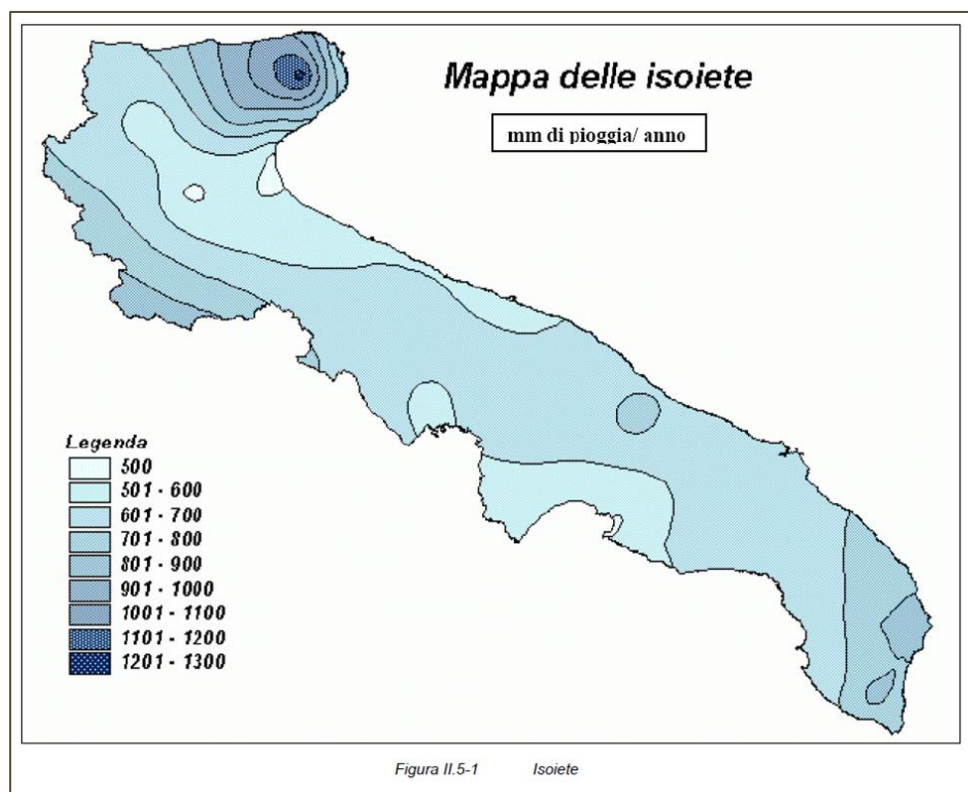 Mappa delle isoiete
mm di pioggia/ anno
Legenda
500
501 - 600
601 - 700
701 - 800
801 - 900
901 - 1000
1001 - 1100
1101 - 1200
1201 - 1300
Figura II.5-1 Isoiete